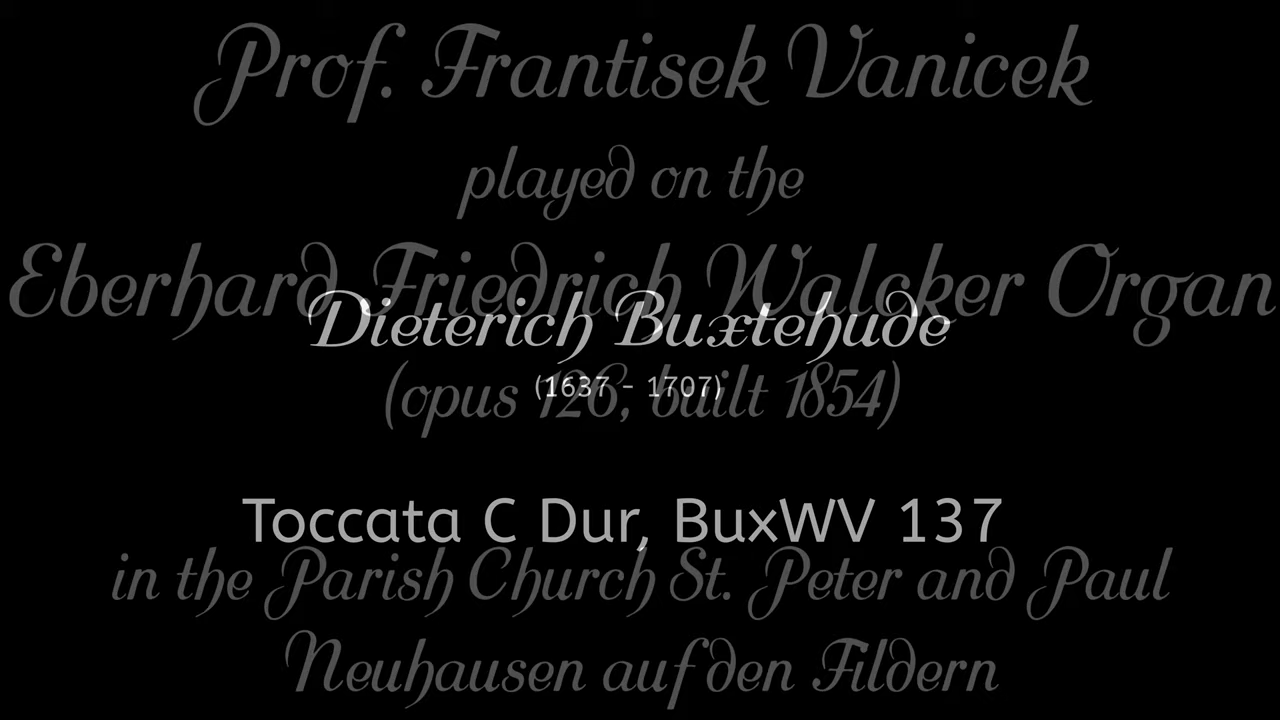 Prof. Frantisek Vanicek
played on the
Eberhard Friedrich Walcker Organ
Dieterich Buxtehude
(1637 - 1707)
(opus 126, built 1854)
Toccata C Dur, BuxWV 137
in the Parish Church St. Peter and Paul
Neuhausen auf den Fildern